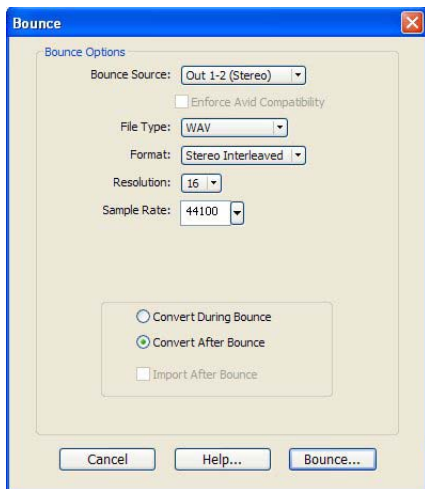 Bounce
Bounce Options
Bounce Source: Out 1-2 (Stereo)
Enforce Avid Compatibility
File Type: WAV
Format: Stereo Interleaved
Resolution: 16
Sample Rate: 44100
Convert During Bounce
Convert After Bounce
Import After Bounce
Cancel Help... Bounce...